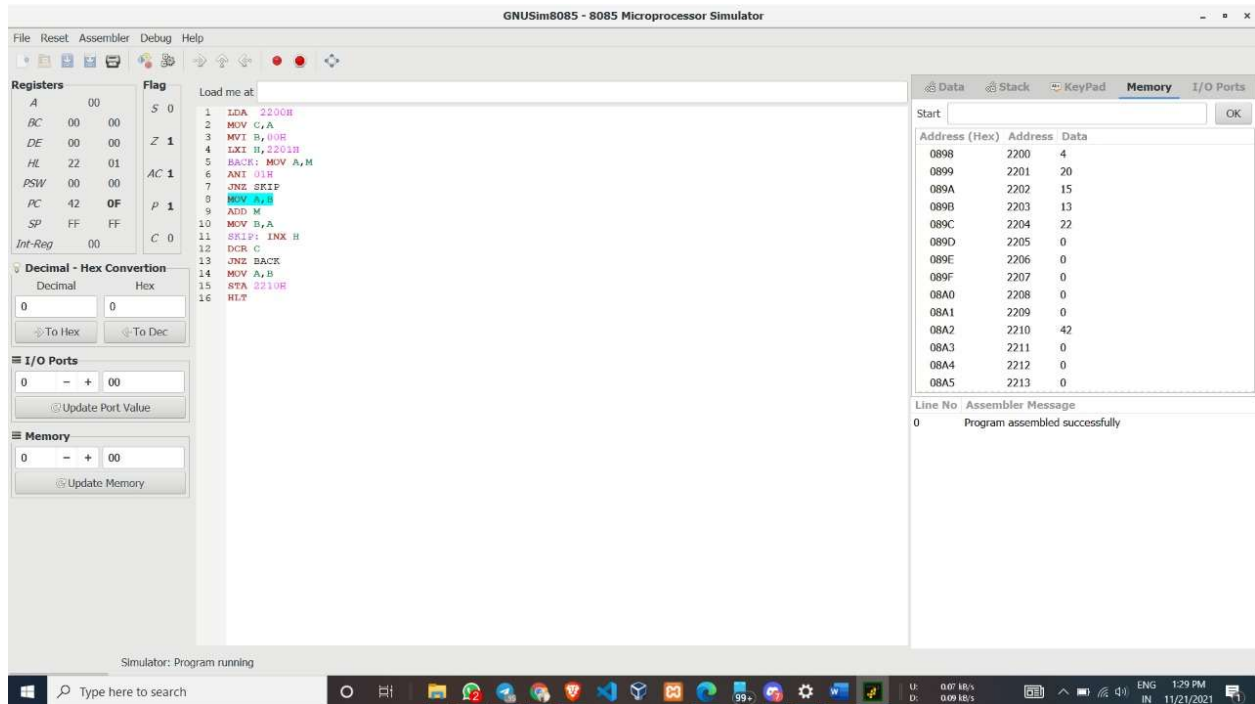 GNUSim8085 - 8085 Microprocessor Simulator
File Reset Assembler Debug Help
Registers
A 00
BC 00 00
DE 00 00
HL 22 01
PSW 00 00
PC 42 0F
SP FF FF
Int-Reg 00
Flag
S 0
Z 1
AC 1
P 1
C 0
Decimal - Hex Convertion
Decimal Hex
0 0
To Hex To Dec
I/O Ports
0 - + 00
Update Port Value
Memory
0 - + 00
Update Memory
Load me at
1 LDA 2200H
2 MOV C,A
3 MVI B,00H
4 LXI H,2201H
5 BACK: MOV A,M
6 ANI 01H
7 JNZ SKIP
8 MOV A,B
9 ADD M
10 MOV B,A
11 SKIP: INX H
12 DCR C
13 JNZ BACK
14 MOV A,B
15 STA 2210H
16 HLT
Data Stack KeyPad Memory I/O Ports
Start OK
Address (Hex) Address Data
0898 2200 4
0899 2201 20
089A 2202 15
089B 2203 13
089C 2204 22
089D 2205 0
089E 2206 0
089F 2207 0
08A0 2208 0
08A1 2209 0
08A2 2210 42
08A3 2211 0
08A4 2212 0
08A5 2213 0
Line No Assembler Message
0 Program assembled successfully
Simulator: Program running
Type here to search
99+
U: 0.07 kB/s
D: 0.09 kB/s
ENG 1:29 PM
IN 11/21/2021
1